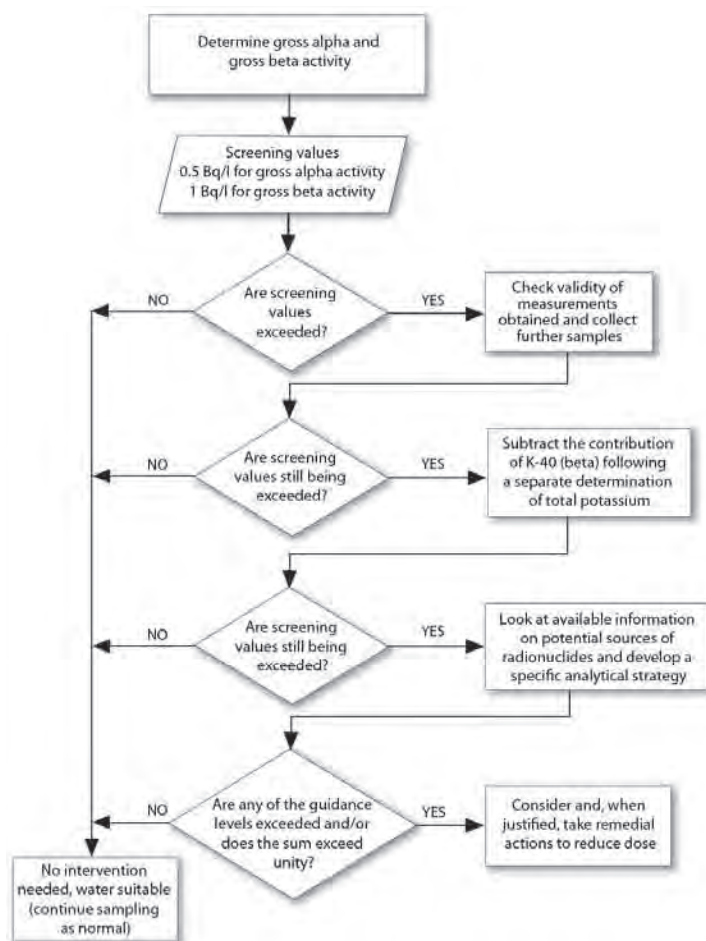 Determine gross alpha and
gross beta activity
Screening values
0.5 Bq/l for gross alpha activity
1 Bq/l for gross beta activity
NO
Are screening
values
exceeded?
YES
Check validity of
measurements
obtained and collect
further samples
NO
Are screening
values still being
exceeded?
YES
Subtract the contribution
of K-40 (beta) following
a separate determination
of total potassium
NO
Are screening
values still being
exceeded?
YES
Look at available information
on potential sources of
radionuclides and develop a
specific analytical strategy
NO
Are any of the guidance
levels exceeded and/or
does the sum exceed
unity?
YES
Consider and, when
justified, take remedial
actions to reduce dose
No intervention
needed, water suitable
(continue sampling
as normal)